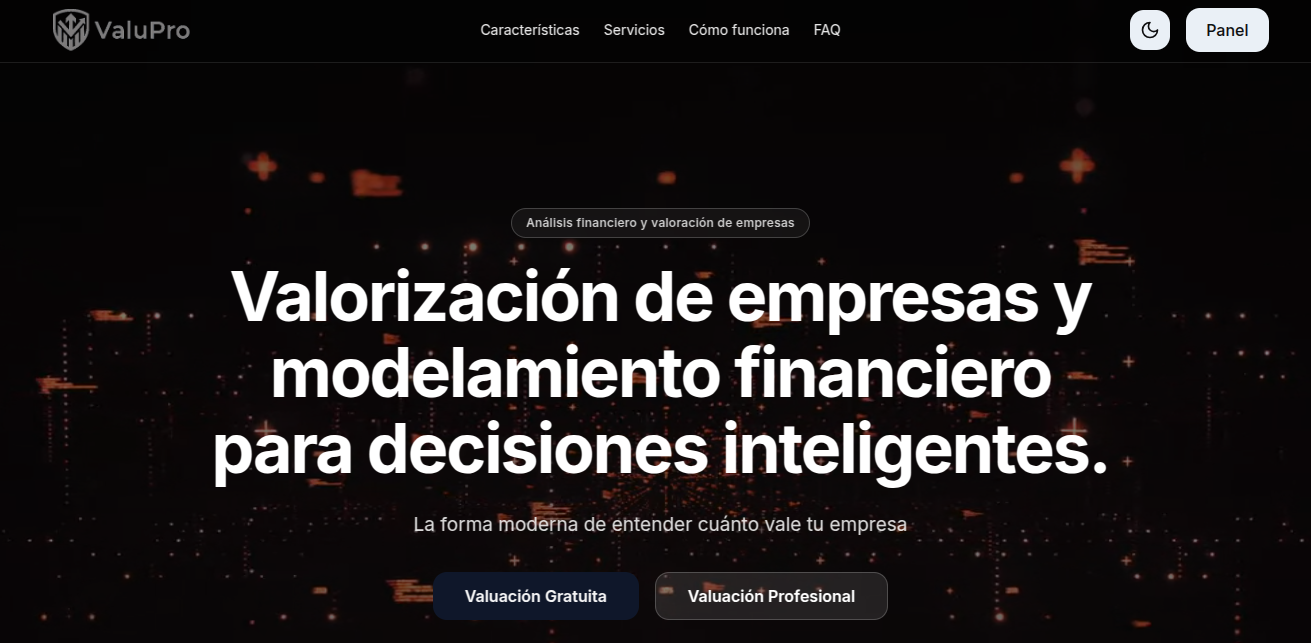 ValuPro
Características Servicios Cómo funciona FAQ
Panel
Análisis financiero y valoración de empresas
Valorización de empresas y
modelamiento financiero
para decisiones inteligentes.
La forma moderna de entender cuánto vale tu empresa
Valuación Gratuita Valuación Profesional